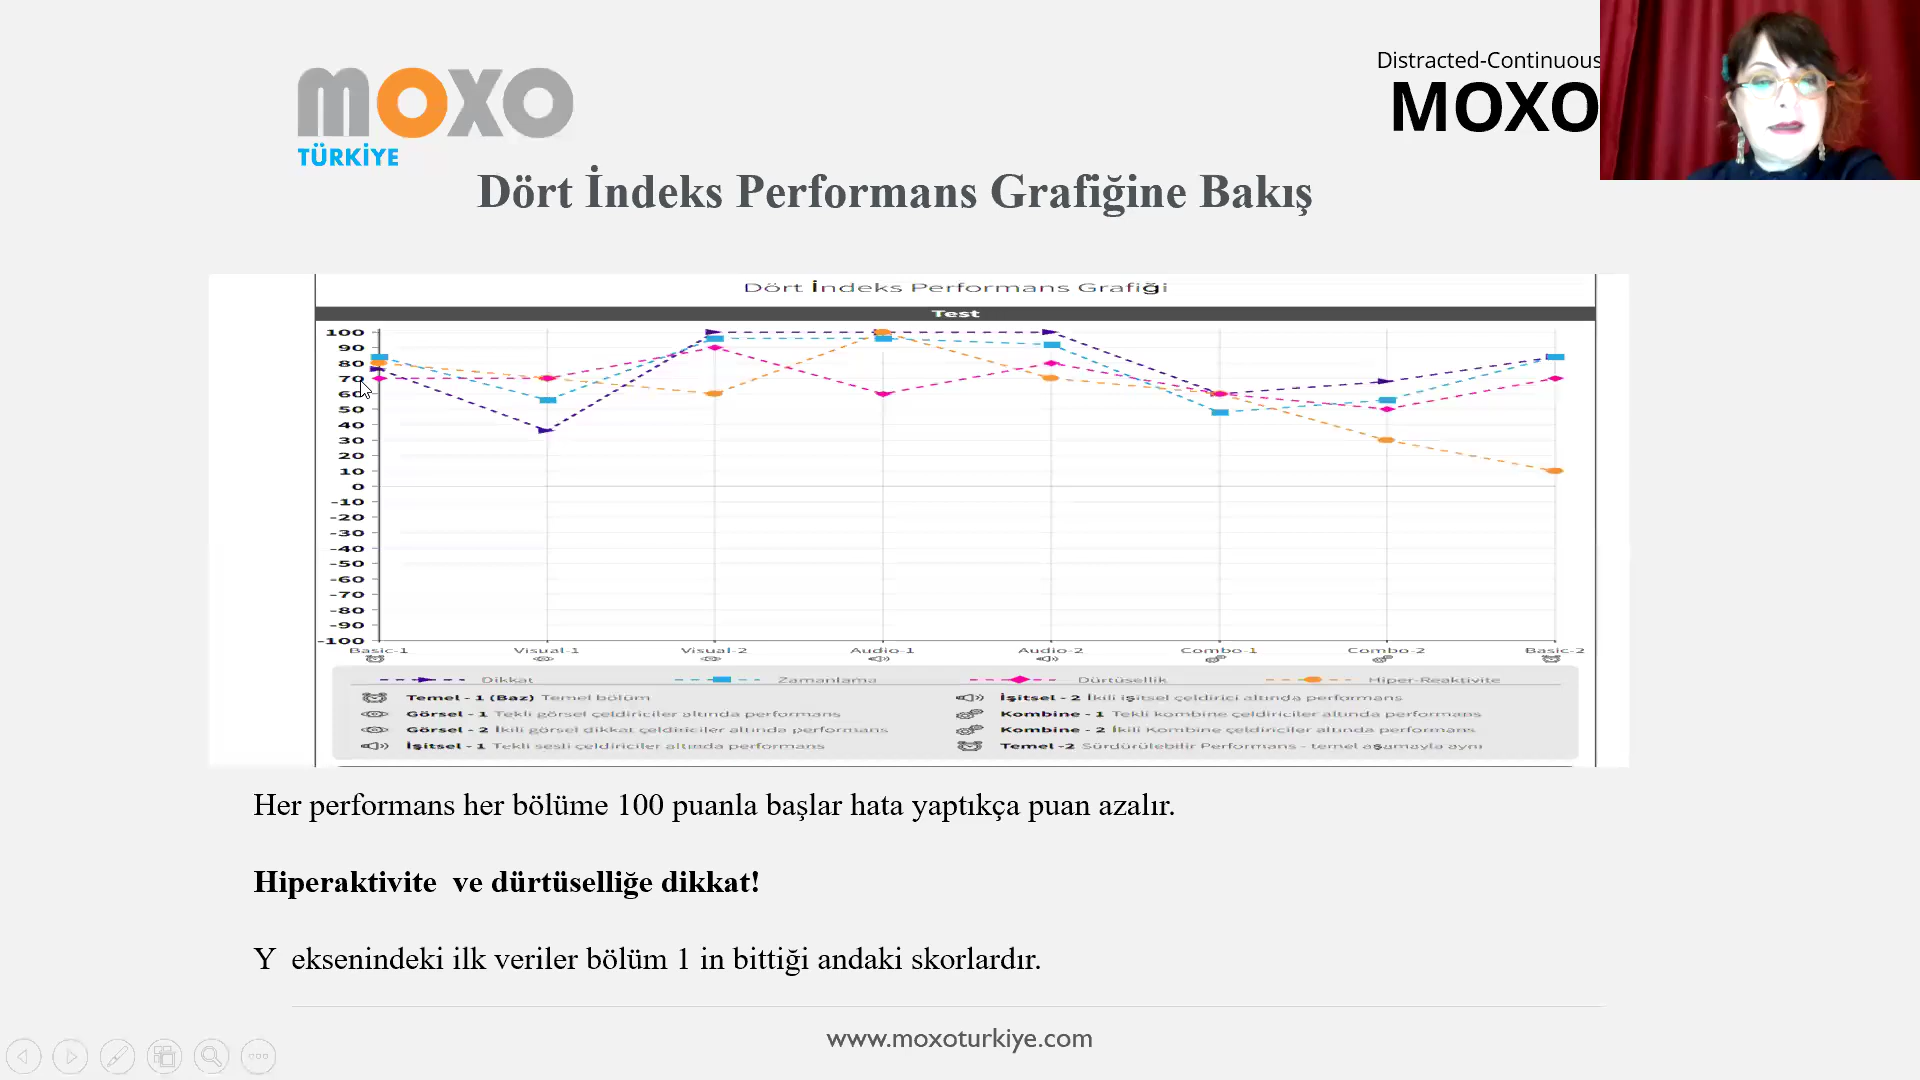 moxo
TÜRKİYE
Distracted-Continuous
MOXO
Dört İndeks Performans Grafiğine Bakış
Dört İndeks Performans Grafiği
Test
100
90
80
70
60
50
40
30
20
10
0
-10
-20
-30
-40
-50
-60
-70
-80
-90
-100
Basic-1 Visual-1 Visual-2 Audio-1 Audio-2 Combo-1 Combo-2 Basic-2
Dikkat Zamanlama Dürtüsellik Hiper-Reaktivite
Temel - 1 (Baz) Temel bölüm
Görsel - 1 Tekli görsel çeldiriciler altında performans
Görsel - 2 İkili görsel dikkat çeldiriciler altında performans
İşitsel - 1 Tekli sesli çeldiriciler altında performans
İşitsel - 2 İkili işitsel çeldirici altında performans
Kombine - 1 Tekli kombine çeldiriciler altında performans
Kombine - 2 İkili Kombine çeldiriciler altında performans
Temel -2 Sürdürülebilir Performans - temel aşamayla aynı
Her performans her bölüme 100 puanla başlar hata yaptıkça puan azalır.
Hiperaktivite ve dürtüselliğe dikkat!
Y eksenindeki ilk veriler bölüm 1 in bittiği andaki skorlardır.
www.moxoturkiye.com